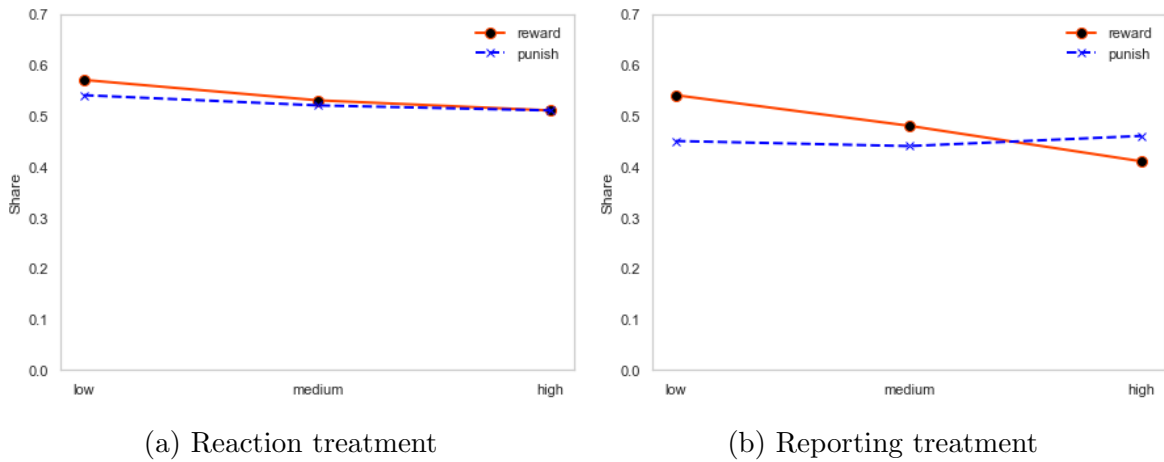 0.7
0.6
0.5
0.4
0.3
0.2
0.1
0.0
Share
low medium high
reward
punish
(a) Reaction treatment
0.7
0.6
0.5
0.4
0.3
0.2
0.1
0.0
Share
low medium high
reward
punish
(b) Reporting treatment